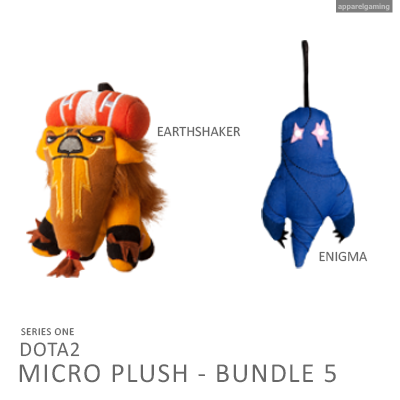 apparelgaming
EARTHSHAKER
ENIGMA
SERIES ONE
DOTA2
MICRO PLUSH - BUNDLE 5